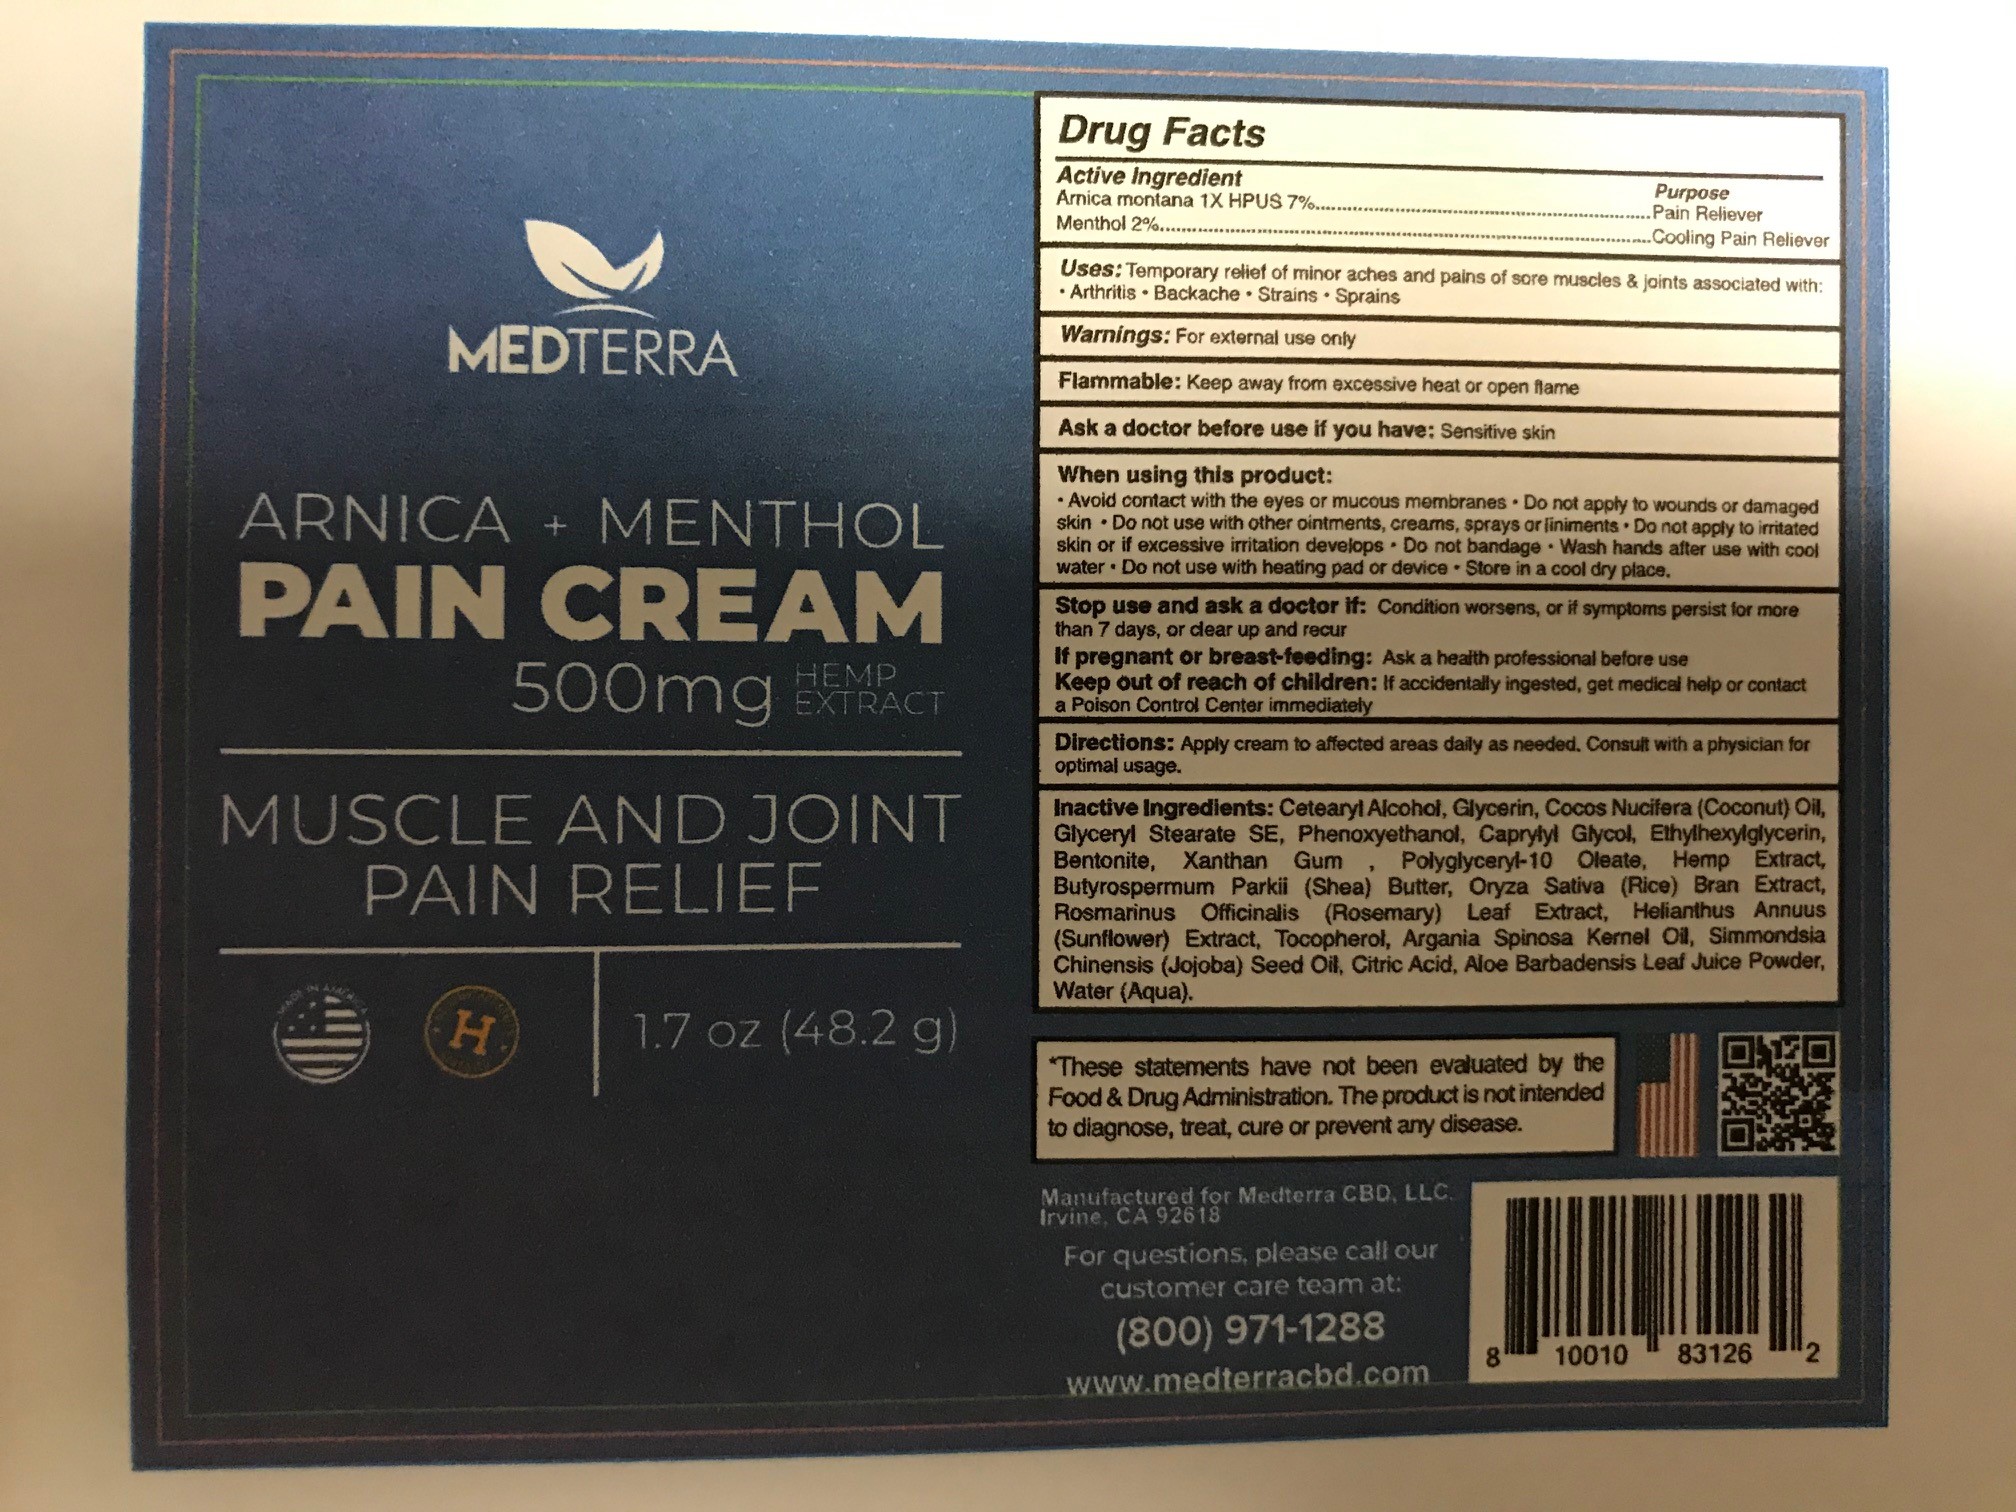 MEDTERRA
ARNICA + MENTHOL
PAIN CREAM
500mg HEMP
EXTRACT
MUSCLE AND JOINT
PAIN RELIEF
MADE IN AMERICA
H
1.7 oz (48.2 g)
Drug Facts
Active Ingredient Purpose
Arnica montana 1X HPUS 7%..........Pain Reliever
Menthol 2%..........Cooling Pain Reliever
Uses: Temporary relief of minor aches and pains of sore muscles & joints associated with:
• Arthritis • Backache • Strains • Sprains
Warnings: For external use only
Flammable: Keep away from excessive heat or open flame
Ask a doctor before use if you have: Sensitive skin
When using this product:
• Avoid contact with the eyes or mucous membranes • Do not apply to wounds or damaged
skin • Do not use with other ointments, creams, sprays or liniments • Do not apply to irritated
skin or if excessive irritation develops • Do not bandage • Wash hands after use with cool
water • Do not use with heating pad or device • Store in a cool dry place.
Stop use and ask a doctor if: Condition worsens, or if symptoms persist for more
than 7 days, or clear up and recur
If pregnant or breast-feeding: Ask a health professional before use
Keep out of reach of children: If accidentally ingested, get medical help or contact
a Poison Control Center immediately
Directions: Apply cream to affected areas daily as needed. Consult with a physician for
optimal usage.
Inactive Ingredients: Cetearyl Alcohol, Glycerin, Cocos Nucifera (Coconut) Oil,
Glyceryl Stearate SE, Phenoxyethanol, Caprylyl Glycol, Ethylhexylglycerin,
Bentonite, Xanthan Gum , Polyglyceryl-10 Oleate, Hemp Extract,
Butyrospermum Parkii (Shea) Butter, Oryza Sativa (Rice) Bran Extract,
Rosmarinus Officinalis (Rosemary) Leaf Extract, Helianthus Annuus
(Sunflower) Extract, Tocopherol, Argania Spinosa Kernel Oil, Simmondsia
Chinensis (Jojoba) Seed Oil, Citric Acid, Aloe Barbadensis Leaf Juice Powder,
Water (Aqua).
*These statements have not been evaluated by the
Food & Drug Administration. The product is not intended
to diagnose, treat, cure or prevent any disease.
Manufactured for Medterra CBD, LLC.
Irvine, CA 92618
For questions, please call our
customer care team at:
(800) 971-1288
www.medterracbd.com
8 10010 83126 2